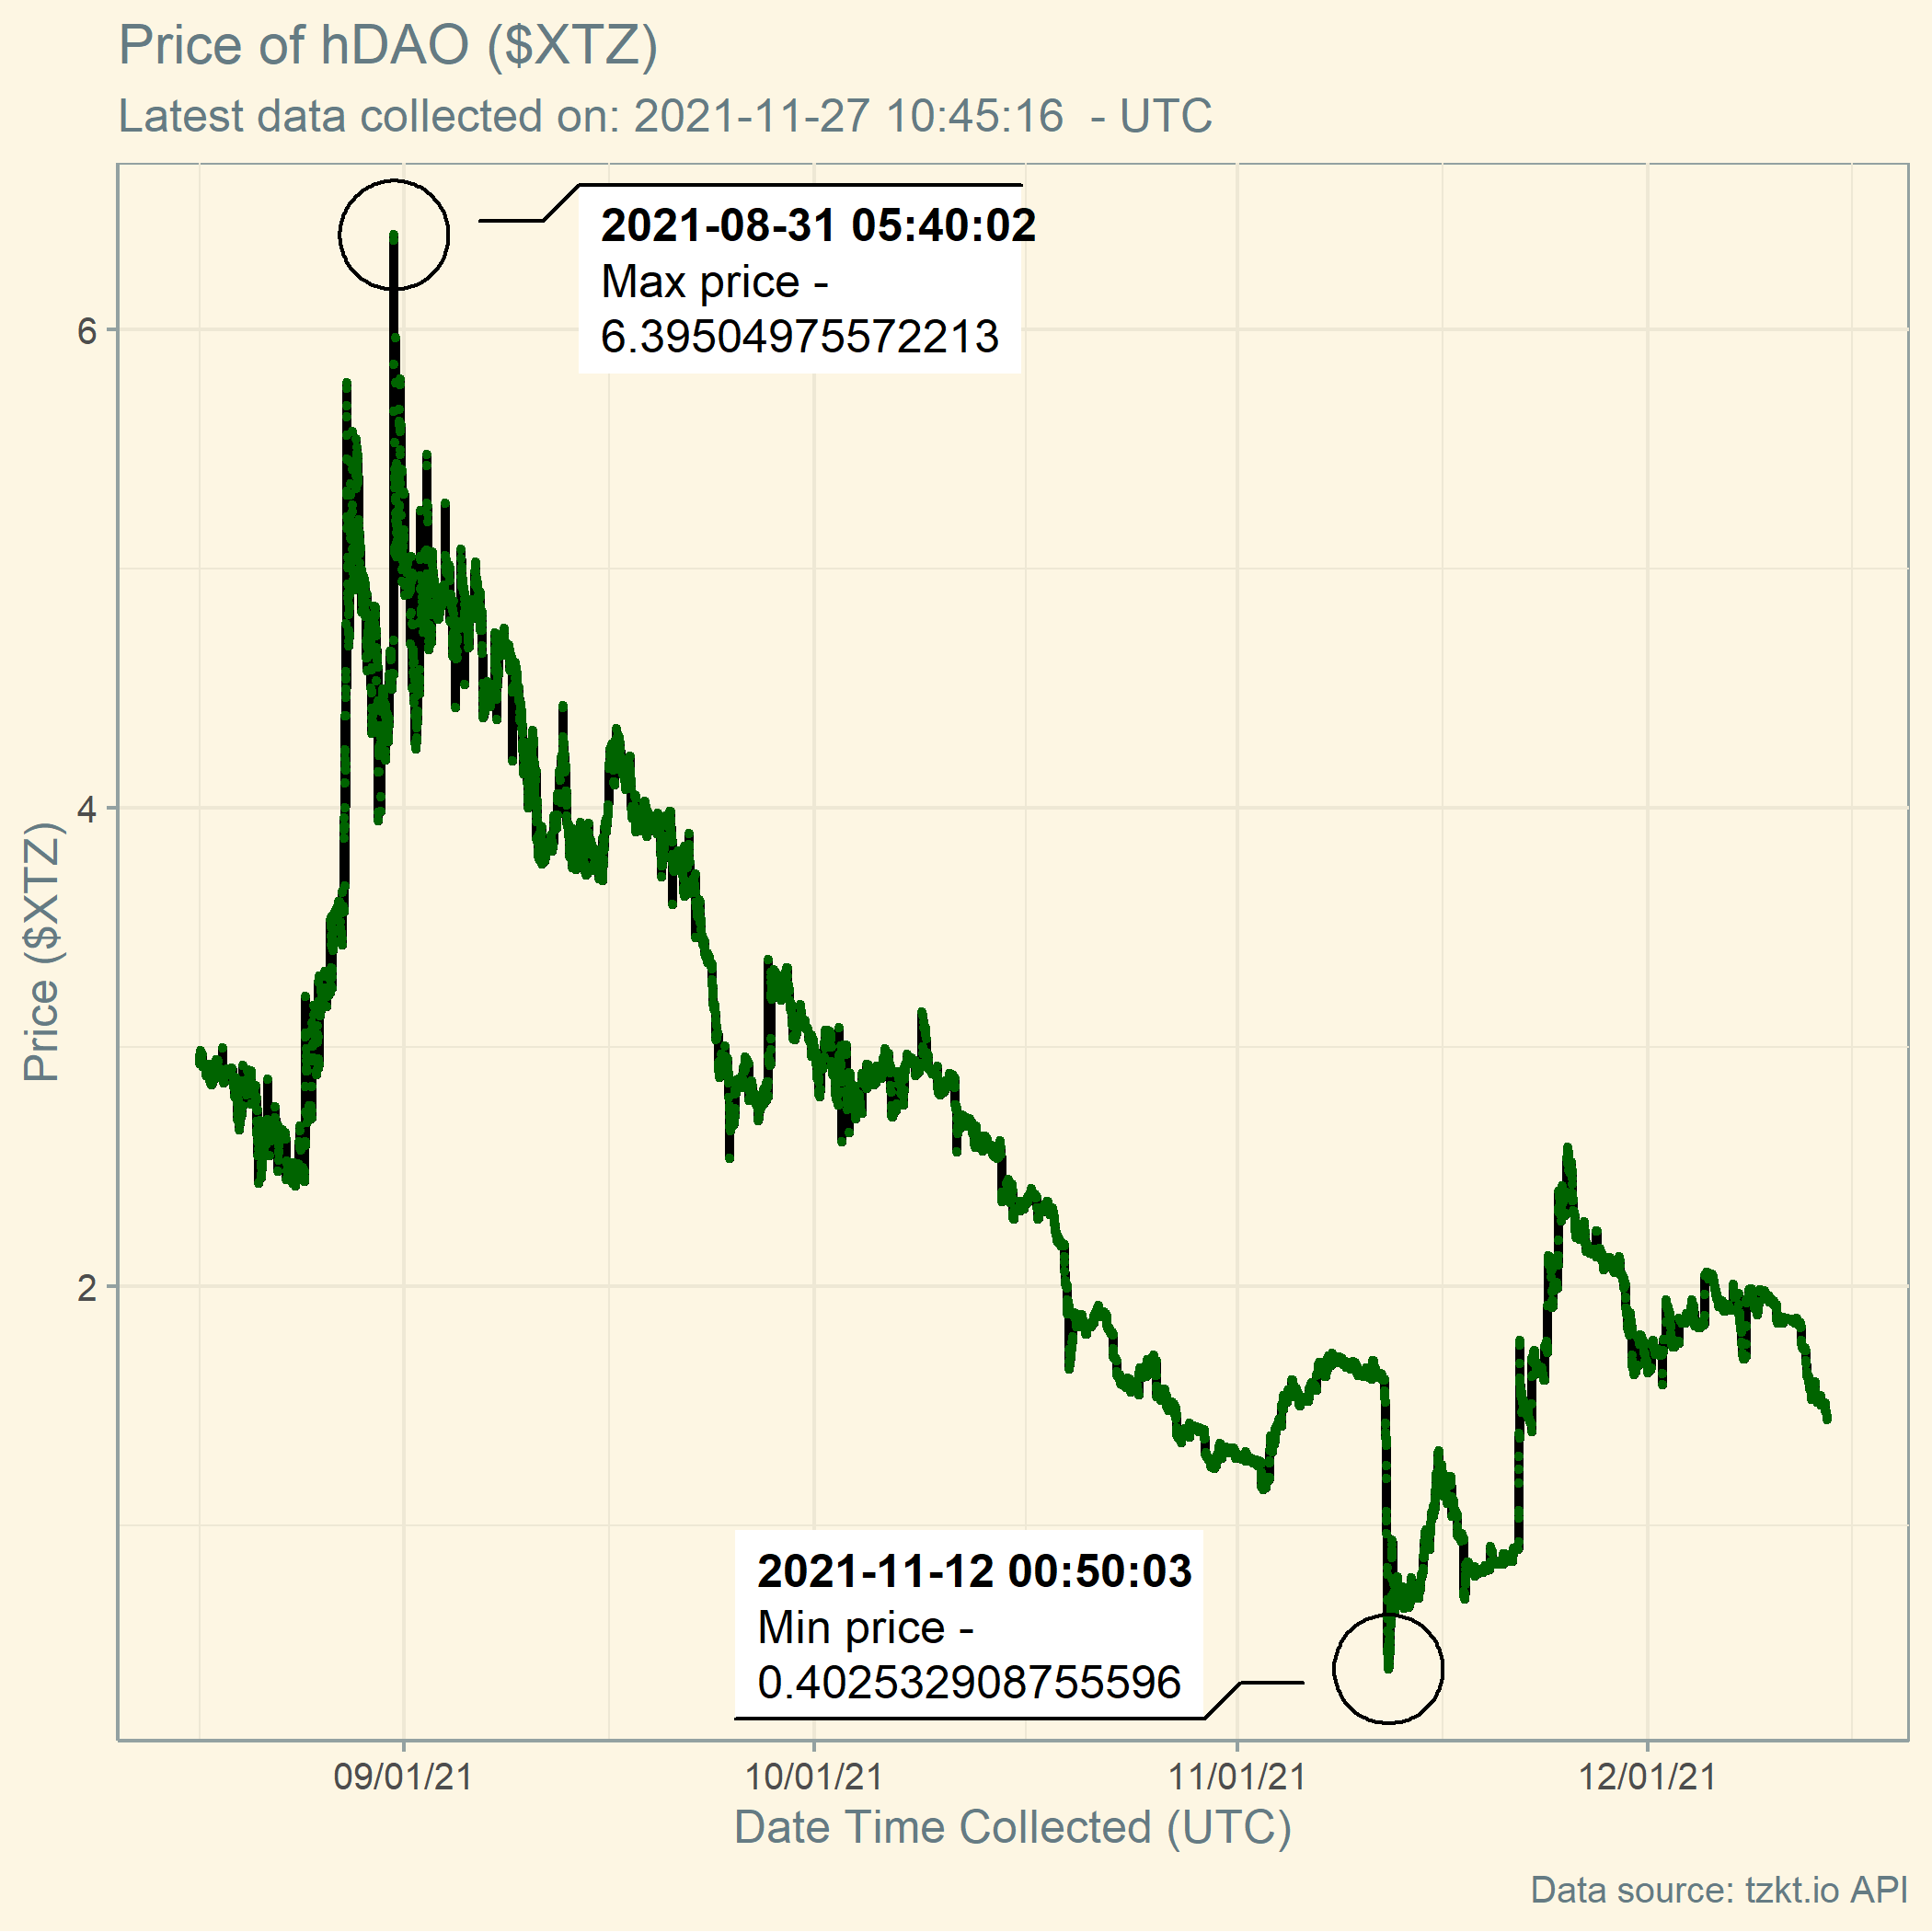 Price of hDAO ($XTZ)
Latest data collected on: 2021-11-27 10:45:16  - UTC
2021-08-31 05:40:02
Max price -
6.39504975572213
6
4
2
Price ($XTZ)
2021-11-12 00:50:03
Min price -
0.402532908755596
09/01/21
10/01/21
11/01/21
12/01/21
Date Time Collected (UTC)
Data source: tzkt.io API